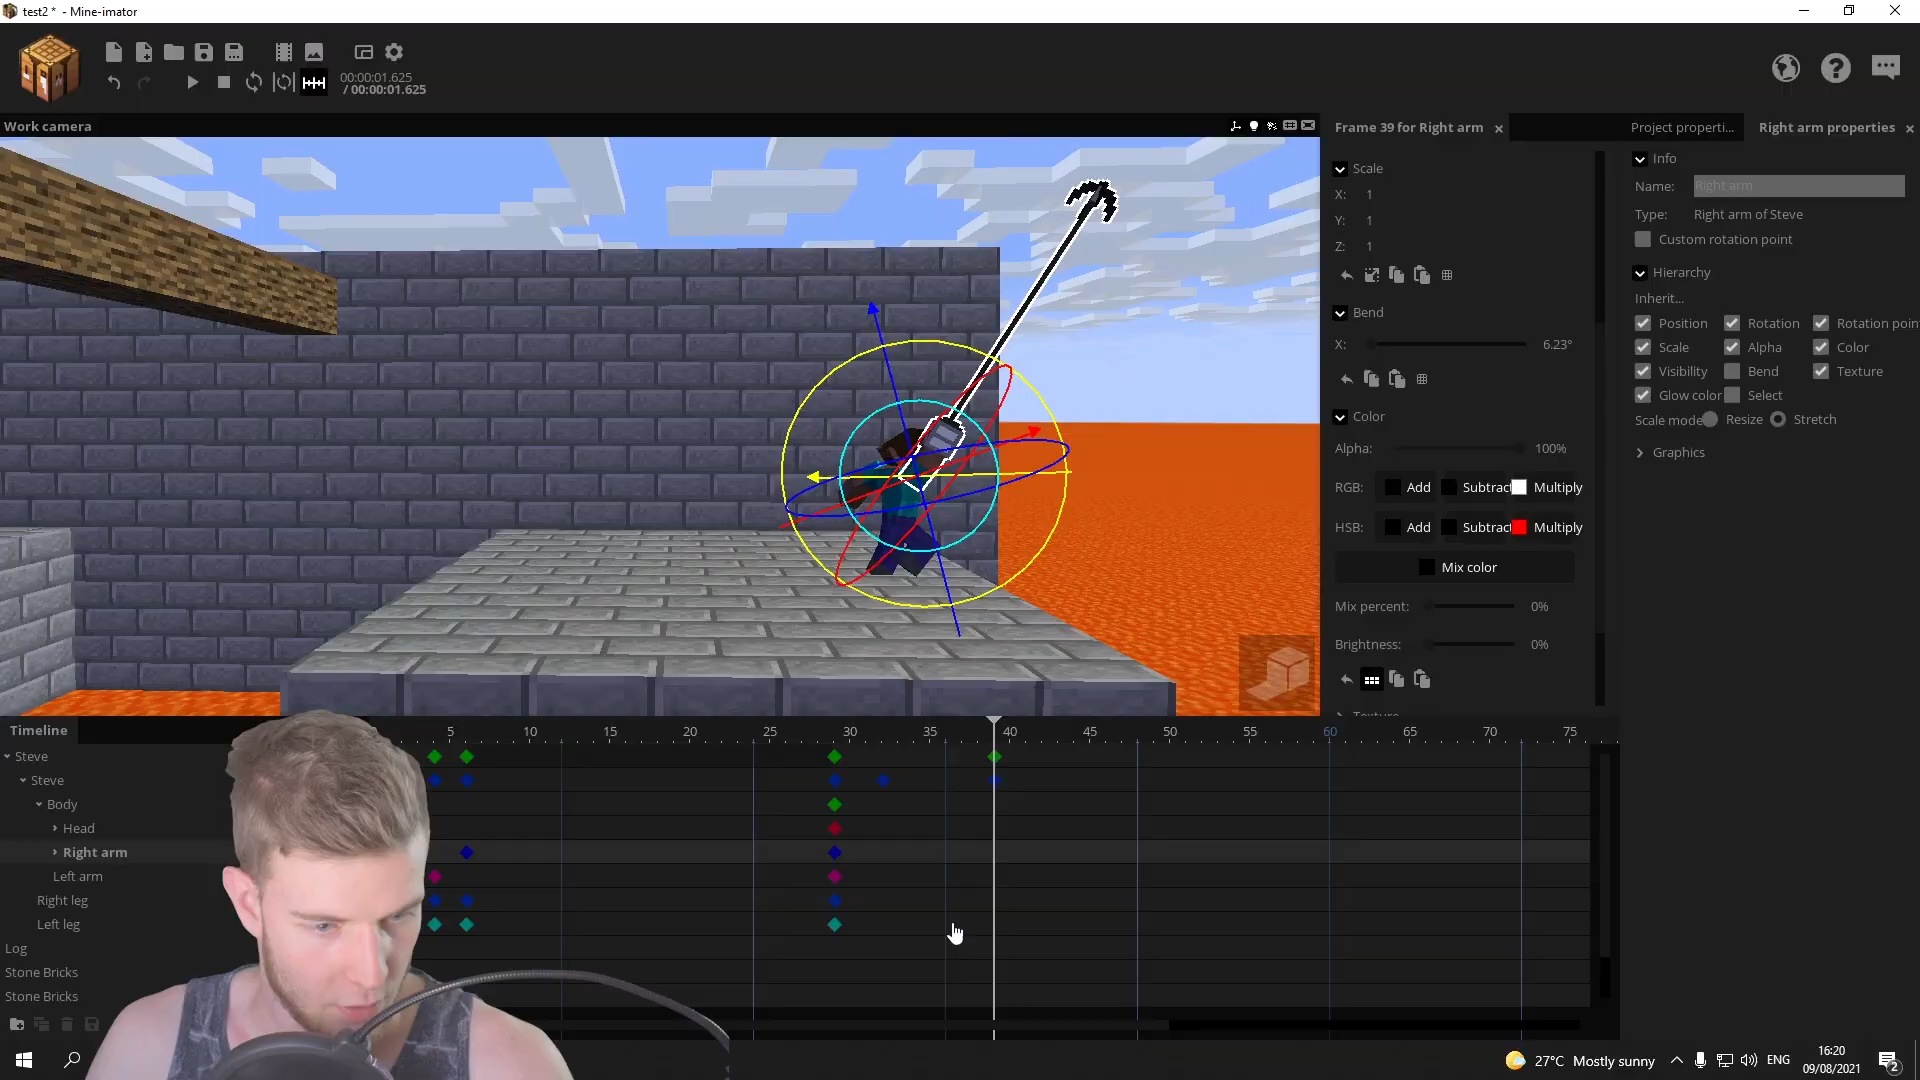 test2 * - Mine-imator
00:00:01.625
/ 00:00:01.625
Work camera
Frame 39 for Right arm
Project properti...
Right arm properties
Scale
X: 1
Y: 1
Z: 1
Bend
X: 6.23°
Color
Alpha: 100%
RGB: Add Subtract Multiply
HSB: Add Subtract Multiply
Mix color
Mix percent: 0%
Brightness: 0%
Info
Name: Right arm
Type: Right arm of Steve
Custom rotation point
Hierarchy
Inherit...
Position Rotation Rotation poin
Scale Alpha Color
Visibility Bend Texture
Glow color Select
Scale mode Resize Stretch
Graphics
Timeline
5 10 15 20 25 30 35 40 45 50 55 60 65 70 75
Steve
Steve
Body
Head
Right arm
Left arm
Right leg
Left leg
Log
Stone Bricks
Stone Bricks
27°C Mostly sunny
ENG
16:20
09/08/2021
2